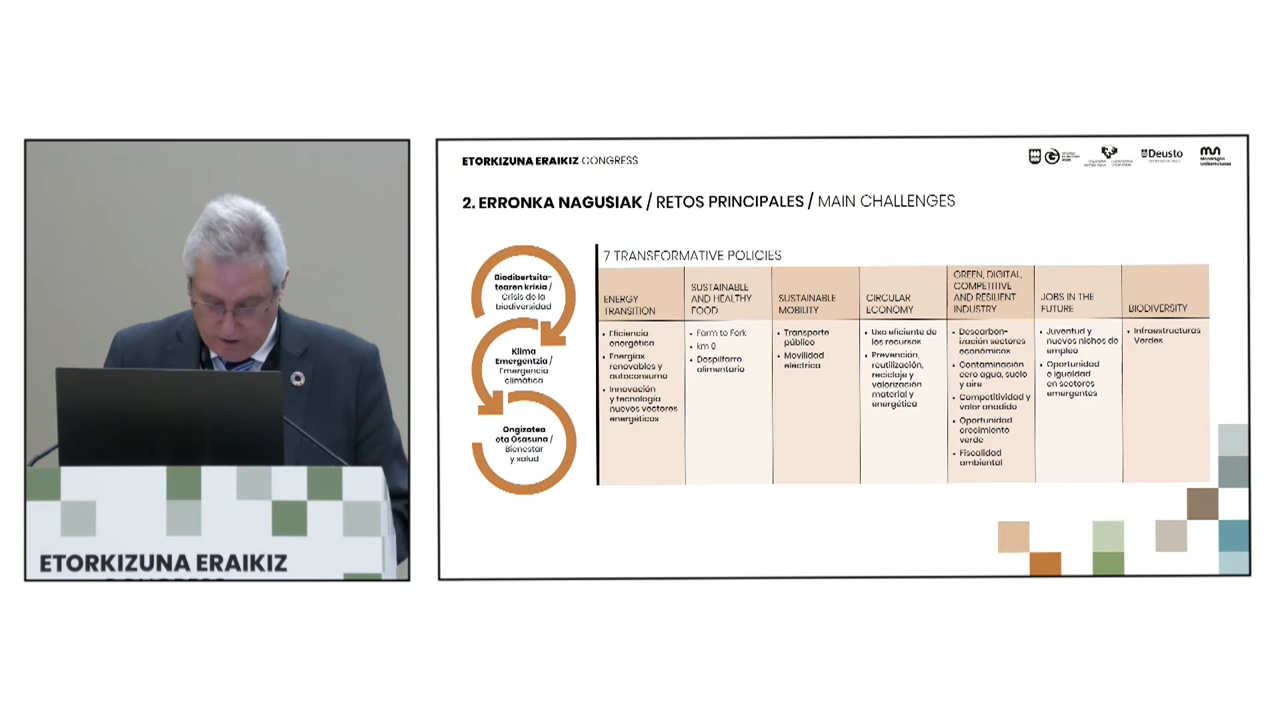 ETORKIZUNA ERAIKIZ
ETORKIZUNA ERAIKIZ CONGRESS
Deusto
2. ERRONKA NAGUSIAK / RETOS PRINCIPALES / MAIN CHALLENGES
Biodibertsita-
tearen krisia /
Crisis de la
biodiversidad
Klima
Emergentzia /
Emergencia
climática
Ongizatea
eta Osasuna /
Bienestar
y salud
7 TRANSFORMATIVE POLICIES
ENERGY
TRANSITION
• Eficiencia
energética
• Energías
renovables y
autoconsumo
• Innovación
y tecnología
nuevos vectores
energéticos
SUSTAINABLE
AND HEALTHY
FOOD
• Farm to Fork
• km 0
• Despilfarro
alimentario
SUSTAINABLE
MOBILITY
• Transporte
público
• Movilidad
eléctrica
CIRCULAR
ECONOMY
• Uso eficiente de
los recursos
• Prevención,
reutilización,
reciclaje y
valorización
material y
energética
GREEN, DIGITAL,
COMPETITIVE
AND RESILIENT
INDUSTRY
• Descarbon-
ización sectores
económicos
• Contaminación
cero agua, suelo
y aire
• Competitividad y
valor añadido
• Oportunidad
crecimiento
verde
• Fiscalidad
ambiental
JOBS IN THE
FUTURE
• Juventud y
nuevos nichos de
empleo
• Oportunidad
e igualdad
en sectores
emergentes
BIODIVERSITY
• Infraestructuras
Verdes